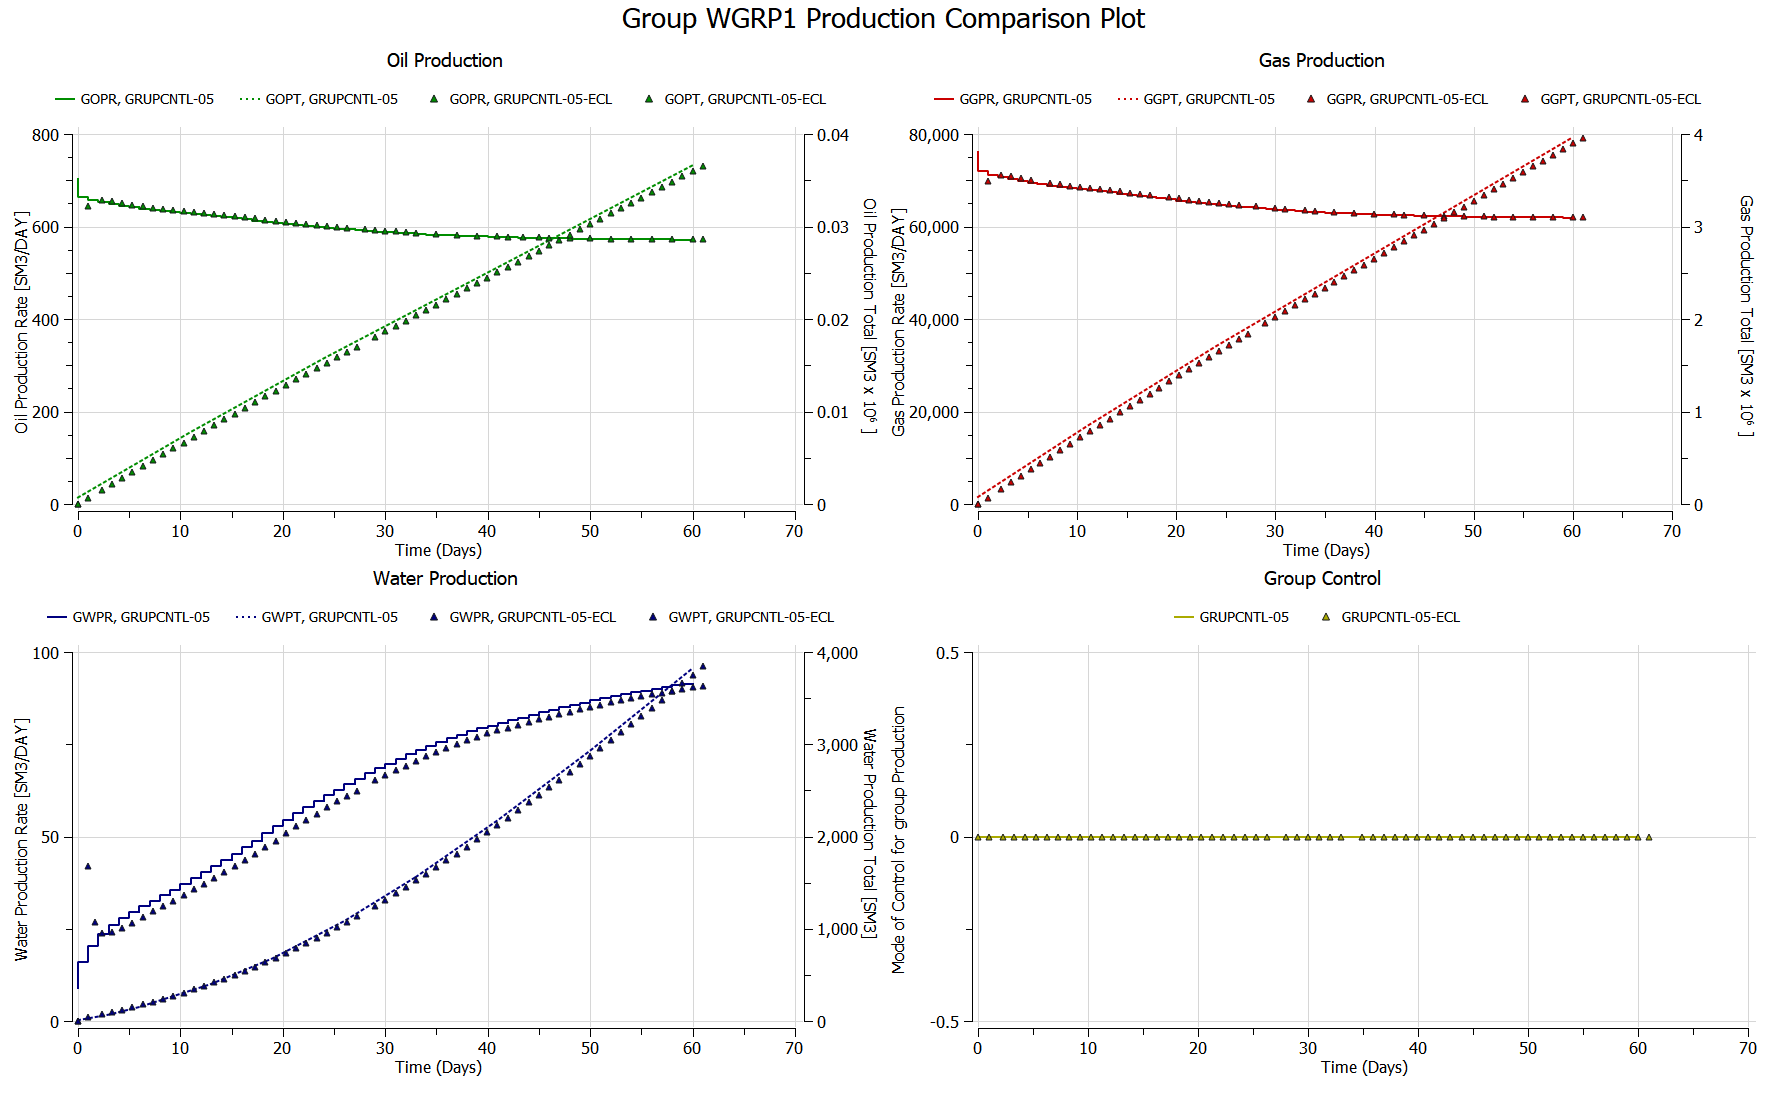 Group WGRP1 Production Comparison Plot
Oil Production
GOPR, GRUPCNTL-05
GOPT, GRUPCNTL-05
GOPR, GRUPCNTL-05-ECL
GOPT, GRUPCNTL-05-ECL
800
600
400
200
0
Oil Production Rate [SM3/DAY]
0.04
0.03
0.02
0.01
0
Oil Production Total [SM3 x 10⁶ ]
0 10 20 30 40 50 60 70
Time (Days)
Gas Production
GGPR, GRUPCNTL-05
GGPT, GRUPCNTL-05
GGPR, GRUPCNTL-05-ECL
GGPT, GRUPCNTL-05-ECL
80,000
60,000
40,000
20,000
0
Gas Production Rate [SM3/DAY]
4
3
2
1
0
Gas Production Total [SM3 x 10⁶ ]
0 10 20 30 40 50 60 70
Time (Days)
Water Production
GWPR, GRUPCNTL-05
GWPT, GRUPCNTL-05
GWPR, GRUPCNTL-05-ECL
GWPT, GRUPCNTL-05-ECL
100
50
0
Water Production Rate [SM3/DAY]
4,000
3,000
2,000
1,000
0
Water Production Total [SM3]
0 10 20 30 40 50 60 70
Time (Days)
Group Control
GRUPCNTL-05
GRUPCNTL-05-ECL
0.5
0
-0.5
Mode of Control for group Production
0 10 20 30 40 50 60 70
Time (Days)